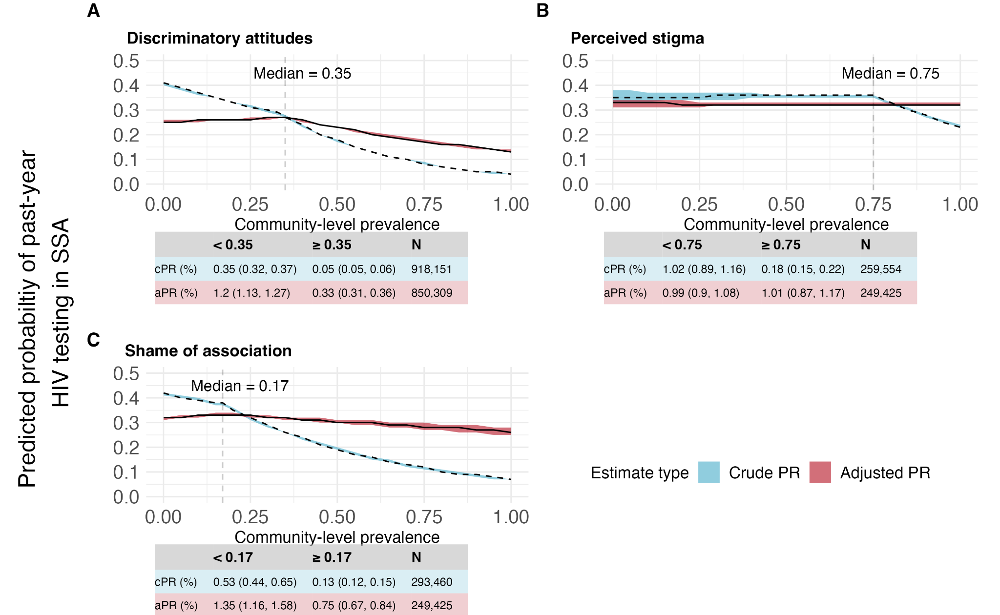 Predicted probabiltiy of past-year
HIV testing in SSA
A
Discriminatory attitudes
0.5
0.4
0.3
0.2
0.1
0.0
Median = 0.35
0.00 0.25 0.50 0.75 1.00
Community-level prevalence
< 0.35 ≥ 0.35 N
cPR (%) 0.35 (0.32, 0.37) 0.05 (0.05, 0.06) 918,151
aPR (%) 1.2 (1.13, 1.27) 0.33 (0.31, 0.36) 850,309
B
Perceived stigma
0.5
0.4
0.3
0.2
0.1
0.0
Median = 0.75
0.00 0.25 0.50 0.75 1.00
Community-level prevalence
< 0.75 ≥ 0.75 N
cPR (%) 1.02 (0.89, 1.16) 0.18 (0.15, 0.22) 259,554
aPR (%) 0.99 (0.9, 1.08) 1.01 (0.87, 1.17) 249,425
C
Shame of association
0.5
0.4
0.3
0.2
0.1
0.0
Median = 0.17
0.00 0.25 0.50 0.75 1.00
Community-level prevalence
< 0.17 ≥ 0.17 N
cPR (%) 0.53 (0.44, 0.65) 0.13 (0.12, 0.15) 293,460
aPR (%) 1.35 (1.16, 1.58) 0.75 (0.67, 0.84) 249,425
Estimate type Crude PR Adjusted PR